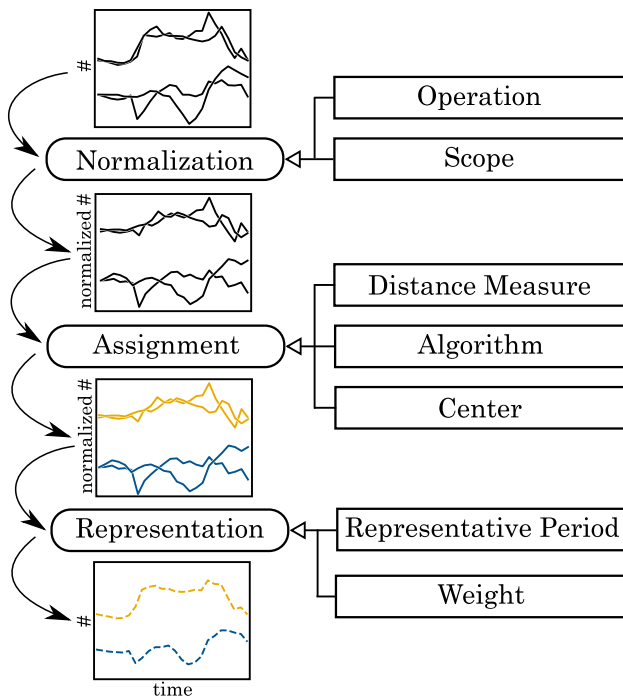 #
Operation
Normalization
Scope
normalized #
Distance Measure
Assignment
Algorithm
Center
normalized #
Representation
Representative Period
Weight
#
time